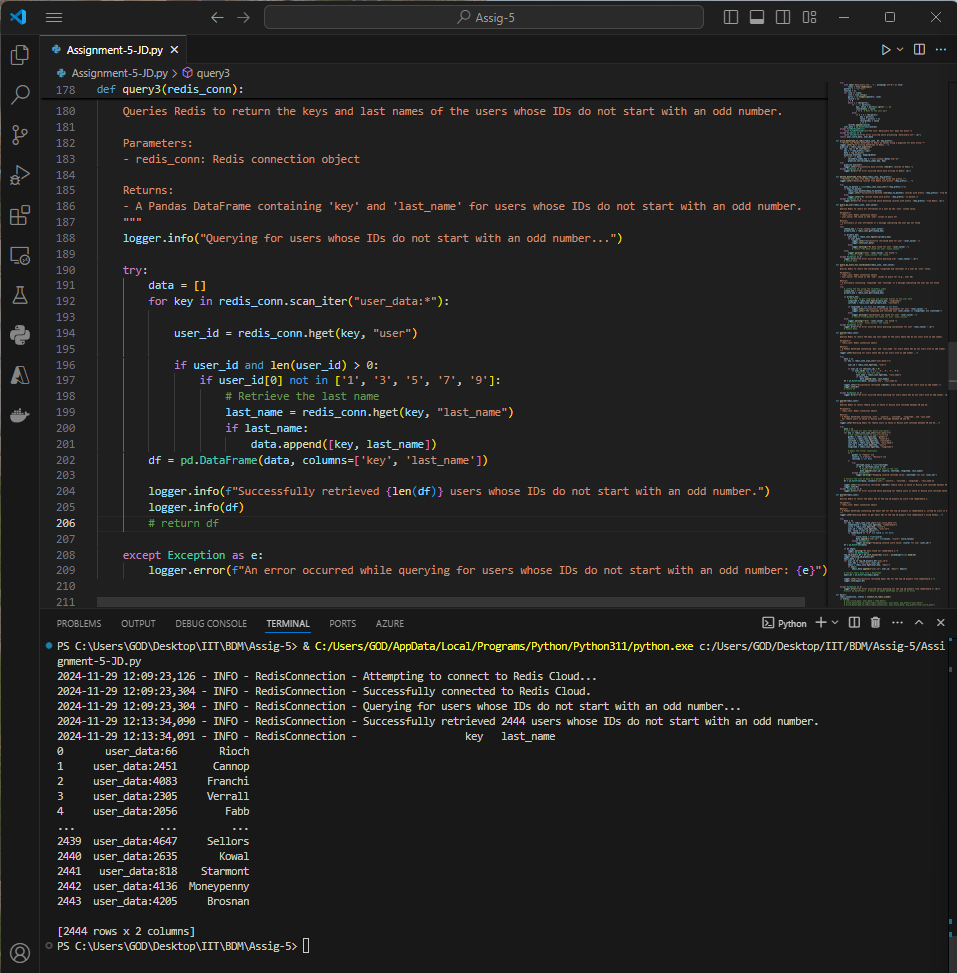 Assig-5
Assignment-5-JD.py
Assignment-5-JD.py > query3
178 def query3(redis_conn):
180 Queries Redis to return the keys and last names of the users whose IDs do not start with an odd number.
181
182 Parameters:
183 - redis_conn: Redis connection object
184
185 Returns:
186 - A Pandas DataFrame containing 'key' and 'last_name' for users whose IDs do not start with an odd number.
187 """
188 logger.info("Querying for users whose IDs do not start with an odd number...")
189
190 try:
191 data = []
192 for key in redis_conn.scan_iter("user_data:*"):
193
194 user_id = redis_conn.hget(key, "user")
195
196 if user_id and len(user_id) > 0:
197 if user_id[0] not in ['1', '3', '5', '7', '9']:
198 # Retrieve the last name
199 last_name = redis_conn.hget(key, "last_name")
200 if last_name:
201 data.append([key, last_name])
202 df = pd.DataFrame(data, columns=['key', 'last_name'])
203
204 logger.info(f"Successfully retrieved {len(df)} users whose IDs do not start with an odd number.")
205 logger.info(df)
206 # return df
207
208 except Exception as e:
209 logger.error(f"An error occurred while querying for users whose IDs do not start with an odd number: {e}")
210
211
PROBLEMS OUTPUT DEBUG CONSOLE TERMINAL PORTS AZURE Python
PS C:\Users\GOD\Desktop\IIT\BDM\Assig-5> & C:/Users/GOD/AppData/Local/Programs/Python/Python311/python.exe c:/Users/GOD/Desktop/IIT/BDM/Assig-5/Assi
gnment-5-JD.py
2024-11-29 12:09:23,126 - INFO - RedisConnection - Attempting to connect to Redis Cloud...
2024-11-29 12:09:23,304 - INFO - RedisConnection - Successfully connected to Redis Cloud.
2024-11-29 12:09:23,304 - INFO - RedisConnection - Querying for users whose IDs do not start with an odd number...
2024-11-29 12:13:34,090 - INFO - RedisConnection - Successfully retrieved 2444 users whose IDs do not start with an odd number.
2024-11-29 12:13:34,091 - INFO - RedisConnection - key last_name
0 user_data:66 Rioch
1 user_data:2451 Cannop
2 user_data:4083 Franchi
3 user_data:2305 Verrall
4 user_data:2056 Fabb
... ... ...
2439 user_data:4647 Sellors
2440 user_data:2635 Kowal
2441 user_data:818 Starmont
2442 user_data:4136 Moneypenny
2443 user_data:4205 Brosnan
[2444 rows x 2 columns]
PS C:\Users\GOD\Desktop\IIT\BDM\Assig-5>